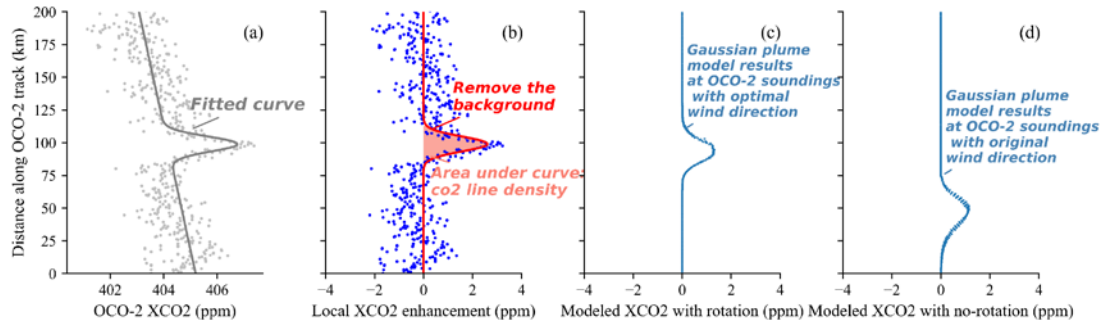 Distance along OCO-2 track (km)
200
175
150
125
100
75
50
25
0
(a)
Fitted curve
402
404
406
OCO-2 XCO2 (ppm)
(b)
Remove the
background
Area under curve:
co2 line density
−4
−2
0
2
4
Local XCO2 enhancement (ppm)
(c)
Gaussian plume
model results
at OCO-2 soundings
with optimal
wind direction
−4
−2
0
2
4
Modeled XCO2 with rotation (ppm)
(d)
Gaussian plume
model results
at OCO-2 soundings
with original
wind direction
−4
−2
0
2
4
Modeled XCO2 with no-rotation (ppm)